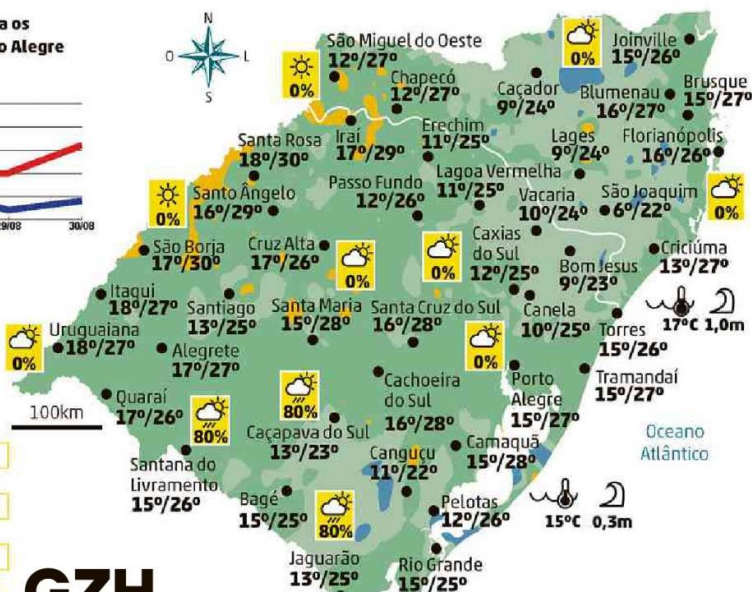 a os
o Alegre
29/08
30/08
N
O
L
S
0%
São Miguel do Oeste
12º/27º
Chapecó
12º/27º
0%
Joinville
15º/26º
Caçador
9º/24º
Blumenau
16º/27º
Brusque
15º/27º
Santa Rosa
18º/30º
Iraí
17º/29º
Erechim
11º/25º
Lages
9º/24º
Florianópolis
16º/26º
0%
Santo Ângelo
16º/29º
Passo Fundo
12º/26º
Lagoa Vermelha
11º/25º
Vacaria
10º/24º
São Joaquim
6º/22º
0%
São Borja
17º/30º
Cruz Alta
17º/26º
0%
0%
Caxias
do Sul
12º/25º
Bom Jesus
9º/23º
Criciúma
13º/27º
Itaqui
18º/27º
Santiago
13º/25º
Santa Maria
15º/28º
Santa Cruz do Sul
16º/28º
Canela
10º/25º
Torres
15º/26º
17ºC 1,0m
0%
Uruguaiana
18º/27º
Alegrete
17º/27º
0%
Porto
Alegre
15º/27º
Tramandaí
15º/27º
Quaraí
17º/26º
100km
80%
80%
Cachoeira
do Sul
16º/28º
Caçapava do Sul
13º/23º
Camaquã
15º/28º
Oceano
Atlântico
Santana do
Livramento
15º/26º
Canguçu
11º/22º
Bagé
15º/25º
80%
Pelotas
12º/26º
15ºC 0,3m
Jaguarão
13º/25º
Rio Grande
15º/25º
GZH